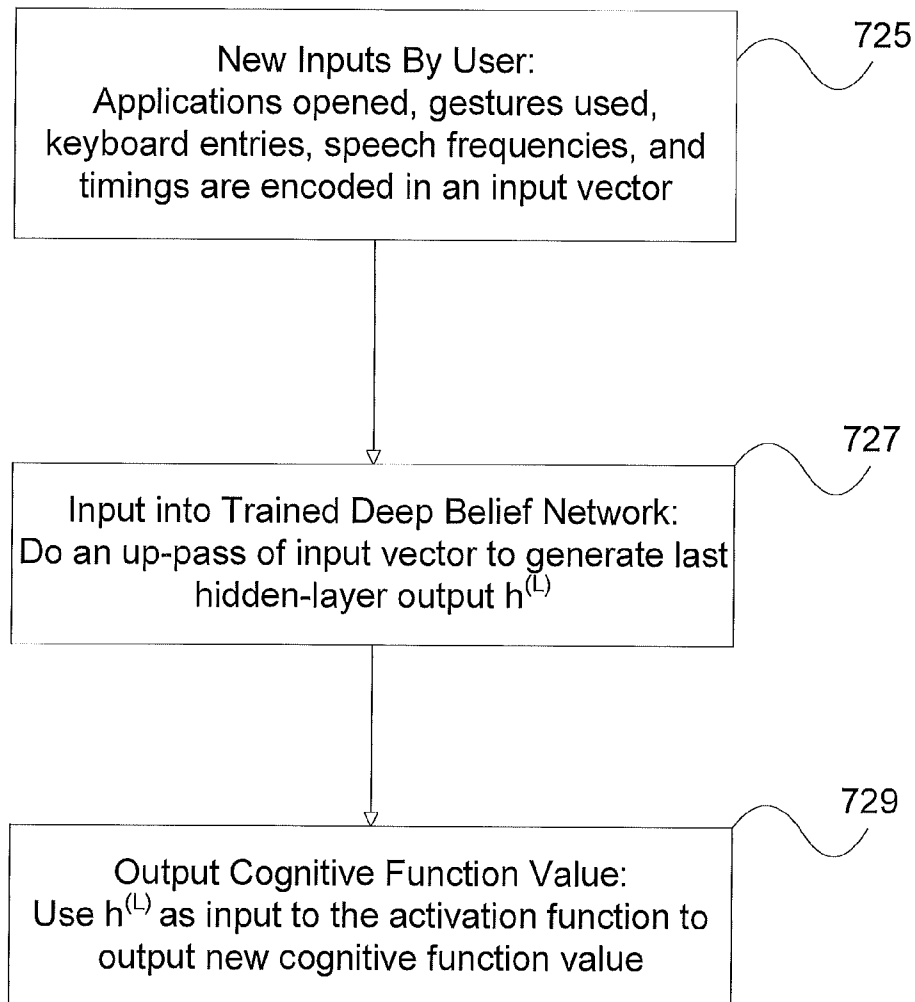 725
New Inputs By User:
Applications opened, gestures used,
keyboard entries, speech frequencies, and
timings are encoded in an input vector
727
Input into Trained Deep Belief Network:
Do an up-pass of input vector to generate last
hidden-layer output h^(L)
729
Output Cognitive Function Value:
Use h^(L) as input to the activation function to
output new cognitive function value